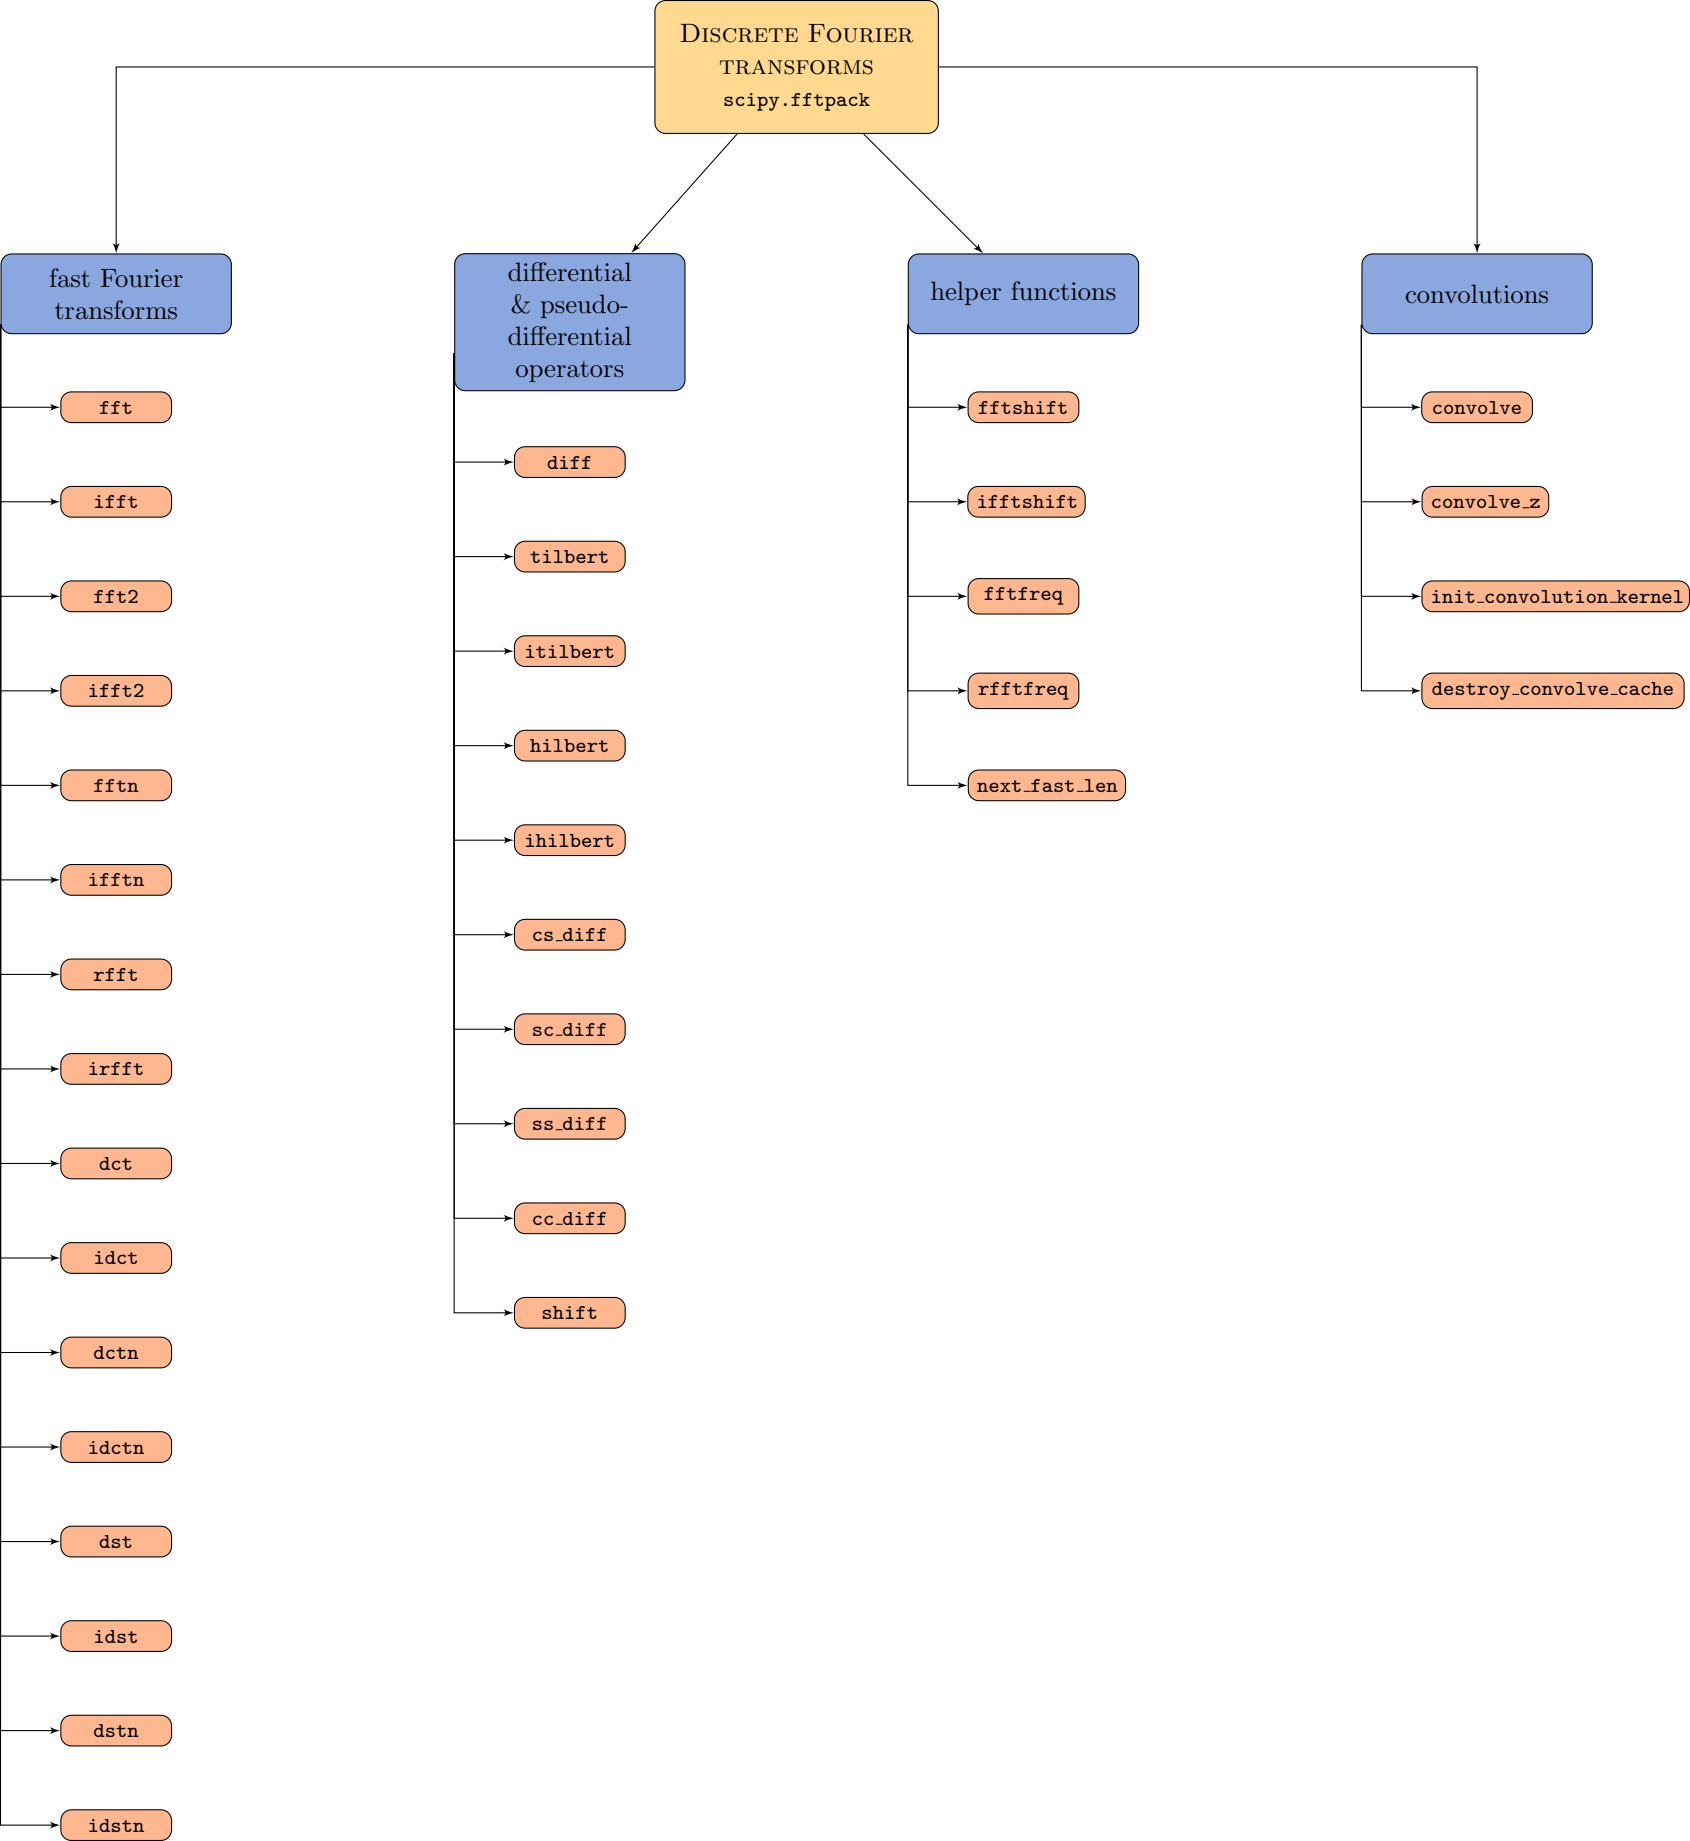 Discrete Fourier
transforms
scipy.fftpack
fast Fourier
transforms
fft
ifft
fft2
ifft2
fftn
ifftn
rfft
irfft
dct
idct
dctn
idctn
dst
idst
dstn
idstn
differential
& pseudo-
differential
operators
diff
tilbert
itilbert
hilbert
ihilbert
cs_diff
sc_diff
ss_diff
cc_diff
shift
helper functions
fftshift
ifftshift
fftfreq
rfftfreq
next_fast_len
convolutions
convolve
convolve_z
init_convolution_kernel
destroy_convolve_cache